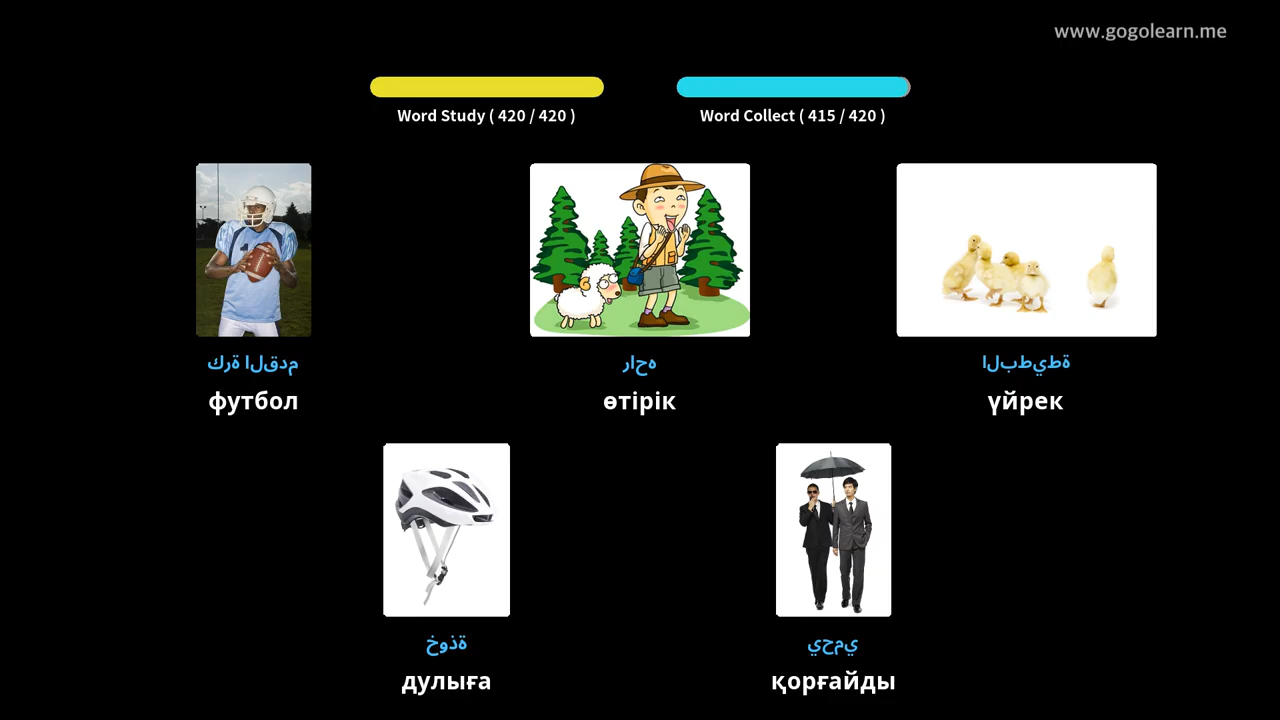 www.gogolearn.me
Word Study ( 420 / 420 )
Word Collect ( 415 / 420 )
كرة القدم
футбол
راحه
өтірік
البطيطة
үйрек
خوذة
дулыға
يحمي
қорғайды